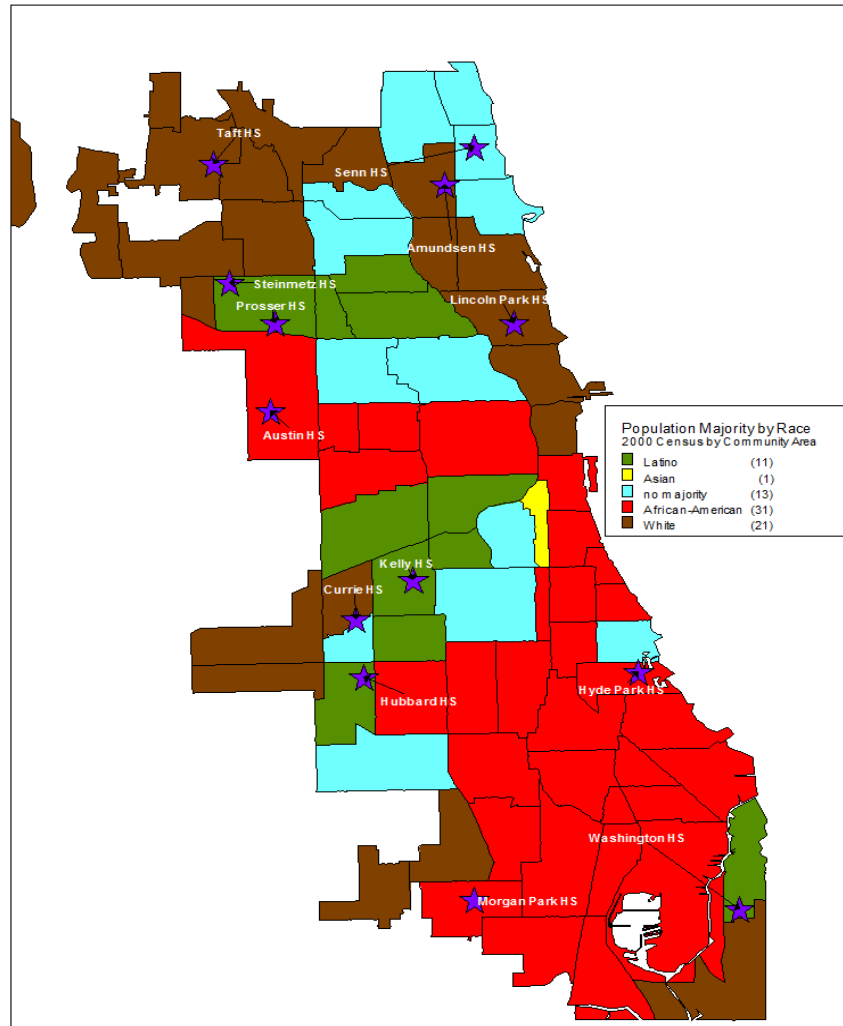 Taft HS
Senn HS
Amundsen HS
Steinmetz HS
Lincoln Park HS
Prosser HS
Austin HS
Population Majority by Race
2000 Census by Community Area
Latino (11)
Asian (1)
no majority (13)
African-American (31)
White (21)
Kelly HS
Currie HS
Hyde Park HS
Hubbard HS
Washington HS
Morgan Park HS